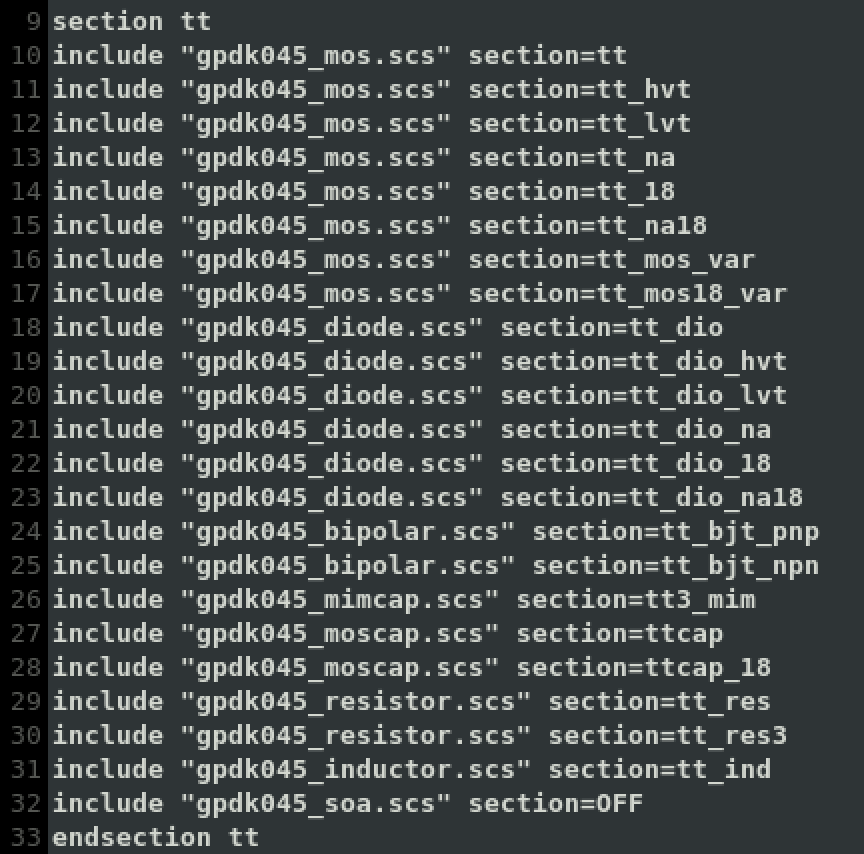 9 section tt
10 include "gpdk045_mos.scs" section=tt
11 include "gpdk045_mos.scs" section=tt_hvt
12 include "gpdk045_mos.scs" section=tt_lvt
13 include "gpdk045_mos.scs" section=tt_na
14 include "gpdk045_mos.scs" section=tt_18
15 include "gpdk045_mos.scs" section=tt_na18
16 include "gpdk045_mos.scs" section=tt_mos_var
17 include "gpdk045_mos.scs" section=tt_mos18_var
18 include "gpdk045_diode.scs" section=tt_dio
19 include "gpdk045_diode.scs" section=tt_dio_hvt
20 include "gpdk045_diode.scs" section=tt_dio_lvt
21 include "gpdk045_diode.scs" section=tt_dio_na
22 include "gpdk045_diode.scs" section=tt_dio_18
23 include "gpdk045_diode.scs" section=tt_dio_na18
24 include "gpdk045_bipolar.scs" section=tt_bjt_pnp
25 include "gpdk045_bipolar.scs" section=tt_bjt_npn
26 include "gpdk045_mimcap.scs" section=tt3_mim
27 include "gpdk045_moscap.scs" section=ttcap
28 include "gpdk045_moscap.scs" section=ttcap_18
29 include "gpdk045_resistor.scs" section=tt_res
30 include "gpdk045_resistor.scs" section=tt_res3
31 include "gpdk045_inductor.scs" section=tt_ind
32 include "gpdk045_soa.scs" section=OFF
33 endsection tt